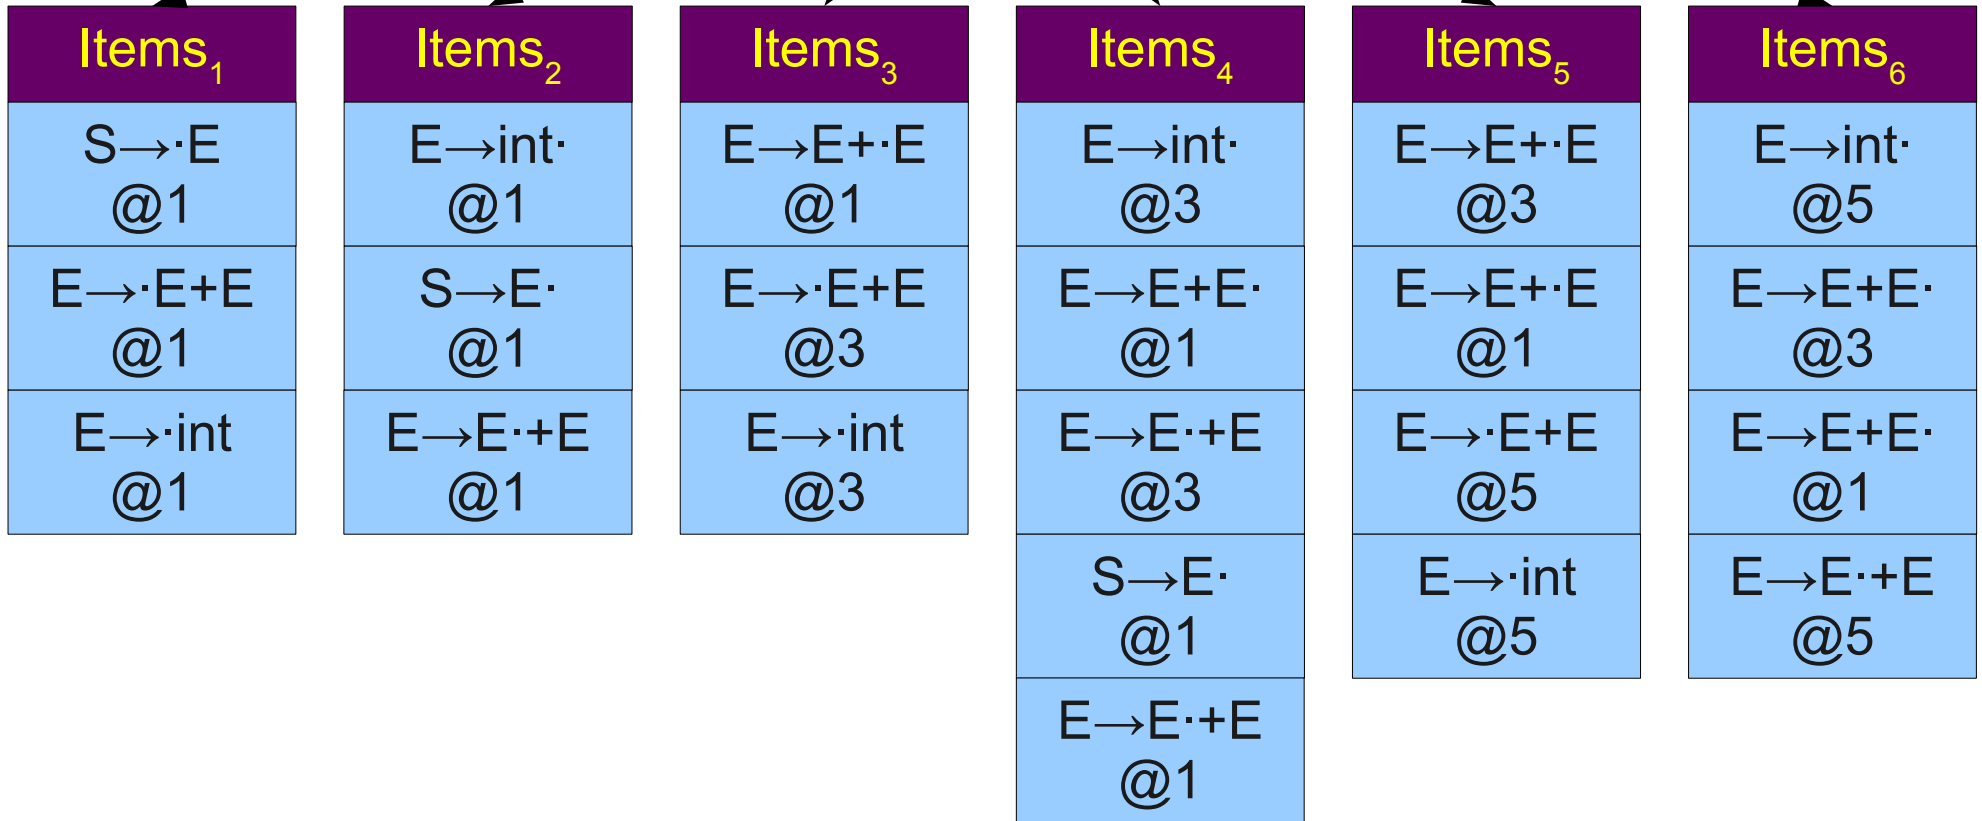 Items₁
S→·E
@1
E→·E+E
@1
E→·int
@1
Items₂
E→int·
@1
S→E·
@1
E→E·+E
@1
Items₃
E→E+·E
@1
E→·E+E
@3
E→·int
@3
Items₄
E→int·
@3
E→E+E·
@1
E→E·+E
@3
S→E·
@1
E→E·+E
@1
Items₅
E→E+·E
@3
E→E+·E
@1
E→·E+E
@5
E→·int
@5
Items₆
E→int·
@5
E→E+E·
@3
E→E+E·
@1
E→E·+E
@5